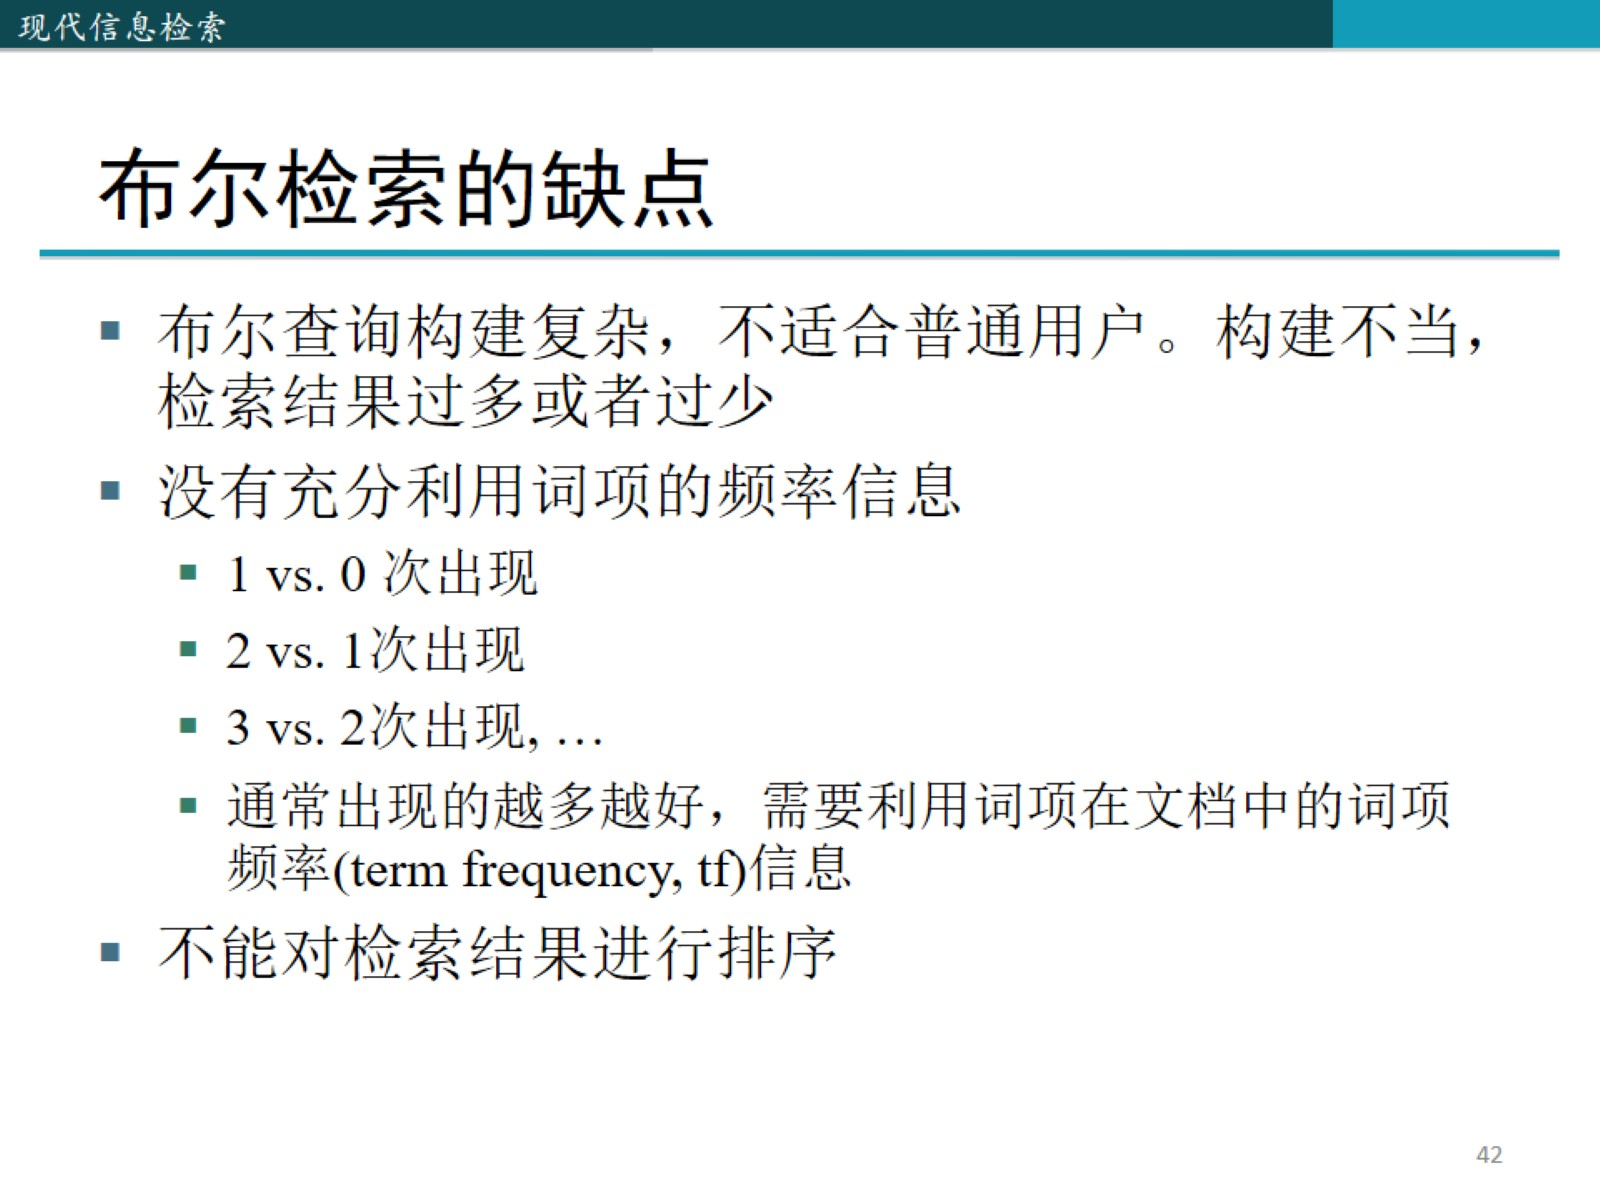 现代信息检索
布尔检索的缺点
布尔查询构建复杂，不适合普通用户。构建不当，
检索结果过多或者过少
没有充分利用词项的频率信息
1 vs. 0 次出现
2 vs. 1次出现
3 vs. 2次出现, …
通常出现的越多越好，需要利用词项在文档中的词项
频率(term frequency, tf)信息
不能对检索结果进行排序
42